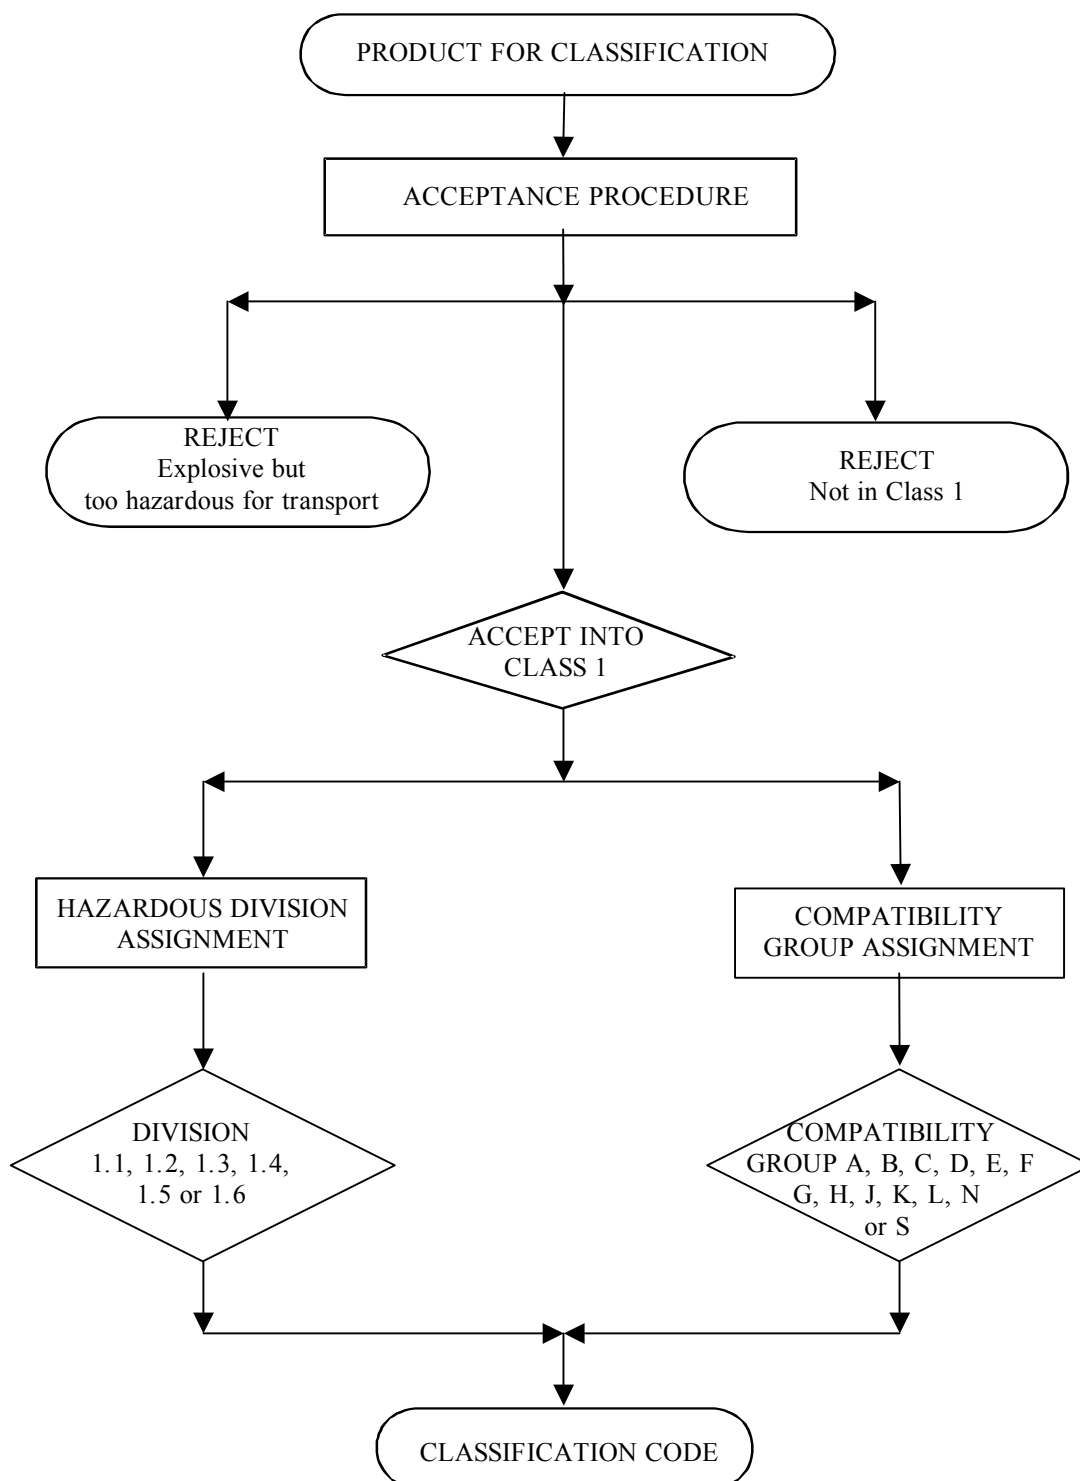 PRODUCT FOR CLASSIFICATION
ACCEPTANCE PROCEDURE
REJECT
Explosive but
too hazardous for transport
REJECT
Not in Class 1
ACCEPT INTO
CLASS 1
HAZARDOUS DIVISION
ASSIGNMENT
COMPATIBILITY
GROUP ASSIGNMENT
DIVISION
1.1, 1.2, 1.3, 1.4,
1.5 or 1.6
COMPATIBILITY
GROUP A, B, C, D, E, F
G, H, J, K, L, N
or S
CLASSIFICATION CODE